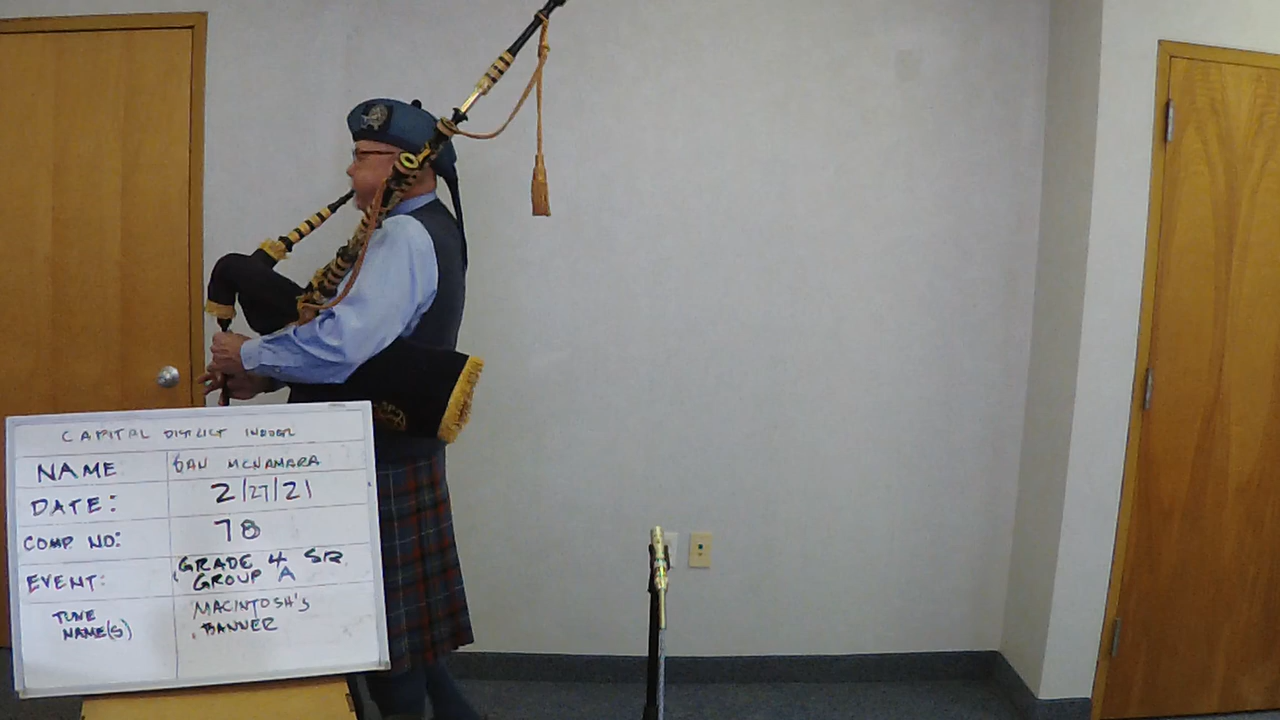 CAPITAL DISTRICT INDOOR
NAME DAN MCNAMARA
DATE: 2/27/21
COMP. NO: 78
EVENT: GRADE 4 SR. GROUP A
TUNE NAME(S) MACINTOSH'S BANNER